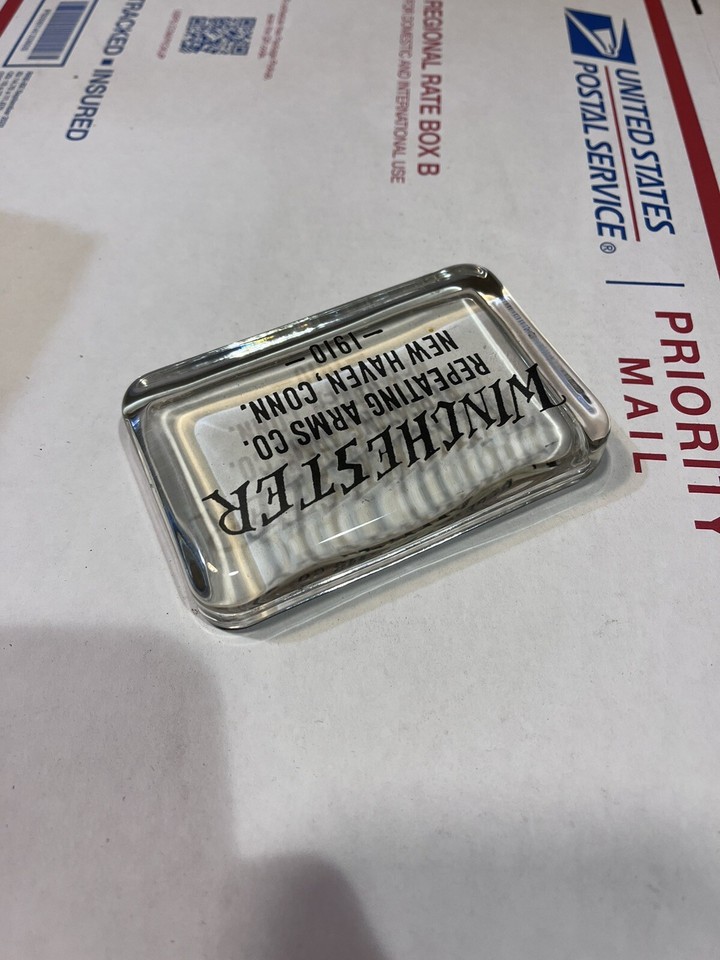 WINCHESTER
REPEATING ARMS CO.
NEW HAVEN, CONN.
— 1910 —
UNITED STATES
POSTAL SERVICE®
PRIORITY
MAIL
REGIONAL RATE BOX B
FOR DOMESTIC AND INTERNATIONAL USE
TRACKED ■ INSURED